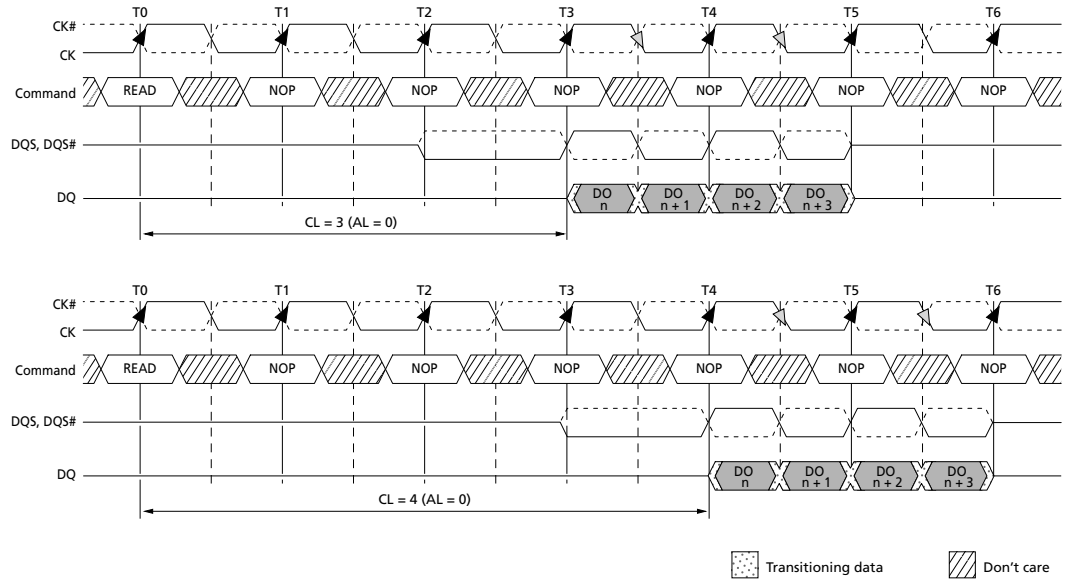 T0 T1 T2 T3 T4 T5 T6
CK#
CK
Command READ NOP NOP NOP NOP NOP NOP
DQS, DQS#
DQ DO n DO n + 1 DO n + 2 DO n + 3
CL = 3 (AL = 0)
T0 T1 T2 T3 T4 T5 T6
CK#
CK
Command READ NOP NOP NOP NOP NOP NOP
DQS, DQS#
DQ DO n DO n + 1 DO n + 2 DO n + 3
CL = 4 (AL = 0)
Transitioning data Don't care